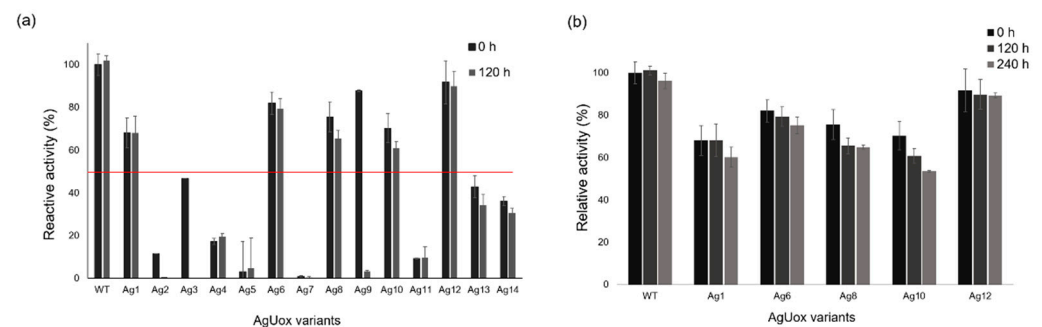 (a)
0 h
120 h
Reactive activity (%)
100
80
60
40
20
0
WT Ag1 Ag2 Ag3 Ag4 Ag5 Ag6 Ag7 Ag8 Ag9 Ag10 Ag11 Ag12 Ag13 Ag14
AgUox variants
(b)
0 h
120 h
240 h
Relative activity (%)
100
80
60
40
20
0
WT Ag1 Ag6 Ag8 Ag10 Ag12
AgUox variants